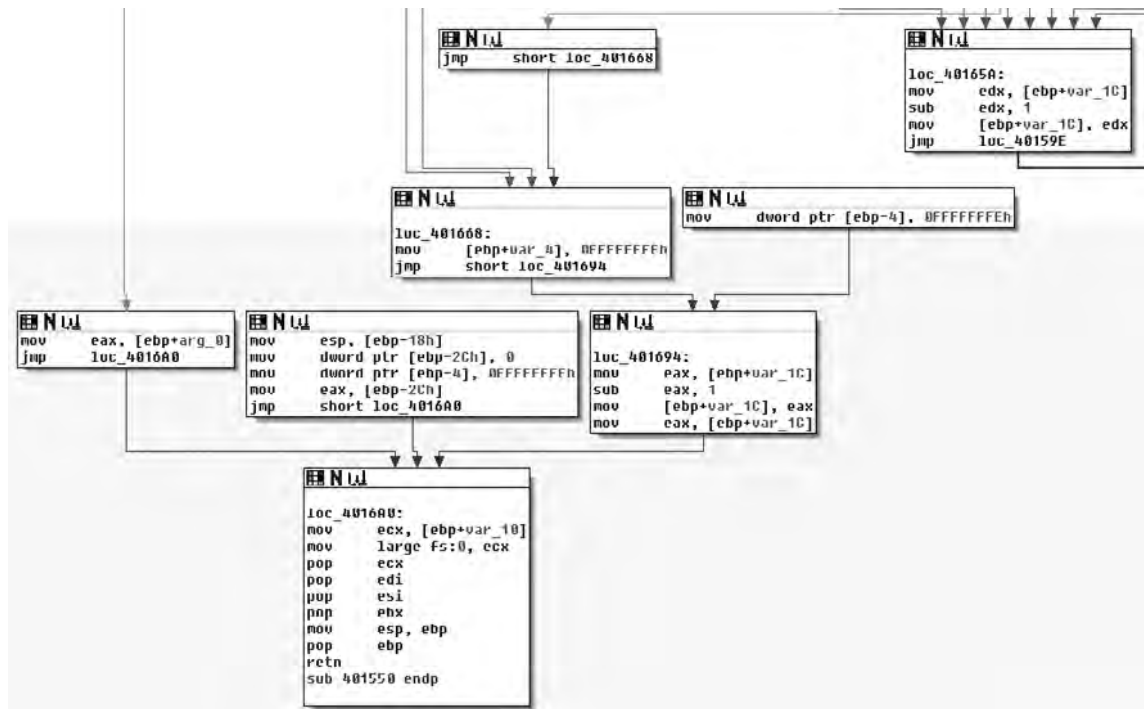 jmp short loc_401668
loc_40165A:
mov edx, [ebp+var_1C]
sub edx, 1
mov [ebp+var_1C], edx
jmp loc_40159E
loc_401668:
mov [ebp+var_4], 0FFFFFFFEh
jmp short loc_401694
mov dword ptr [ebp-4], 0FFFFFFFEh
mov eax, [ebp+arg_0]
jmp loc_4016A0
mov esp, [ebp-18h]
mov dword ptr [ebp-2Ch], 0
mov dword ptr [ebp-4], 0FFFFFFFEh
mov eax, [ebp-2Ch]
jmp short loc_4016A0
loc_401694:
mov eax, [ebp+var_1C]
sub eax, 1
mov [ebp+var_1C], eax
mov eax, [ebp+var_1C]
loc_4016A0:
mov ecx, [ebp+var_10]
mov large fs:0, ecx
pop ecx
pop edi
pop esi
pop ebx
mov esp, ebp
pop ebp
retn
sub_401550 endp